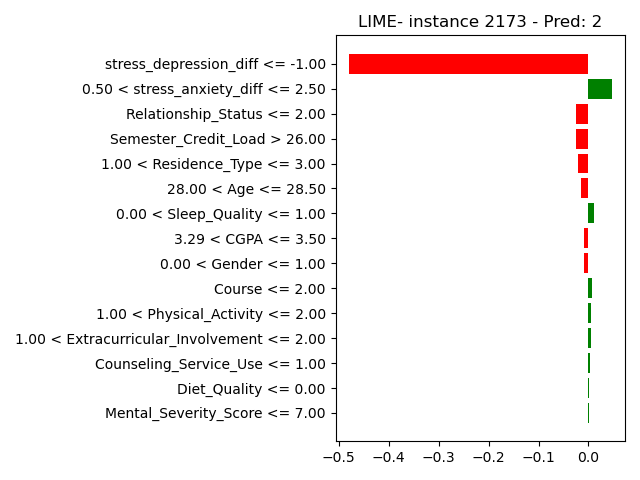 LIME- instance 2173 - Pred: 2
stress_depression_diff <= -1.00
0.50 < stress_anxiety_diff <= 2.50
Relationship_Status <= 2.00
Semester_Credit_Load > 26.00
1.00 < Residence_Type <= 3.00
28.00 < Age <= 28.50
0.00 < Sleep_Quality <= 1.00
3.29 < CGPA <= 3.50
0.00 < Gender <= 1.00
Course <= 2.00
1.00 < Physical_Activity <= 2.00
1.00 < Extracurricular_Involvement <= 2.00
Counseling_Service_Use <= 1.00
Diet_Quality <= 0.00
Mental_Severity_Score <= 7.00
−0.5 −0.4 −0.3 −0.2 −0.1 0.0